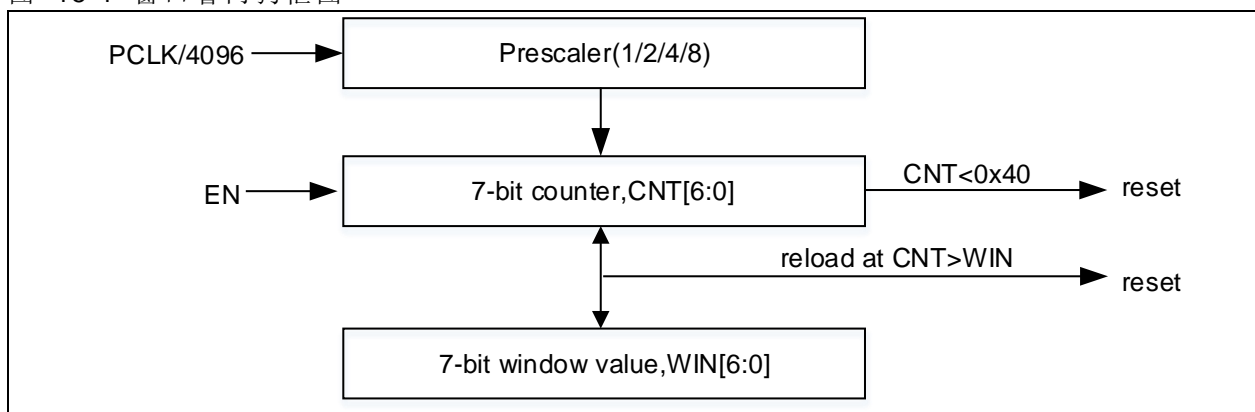 PCLK/4096
Prescaler(1/2/4/8)
EN
7-bit counter,CNT[6:0]
CNT<0x40
reset
reload at CNT>WIN
reset
7-bit window value,WIN[6:0]